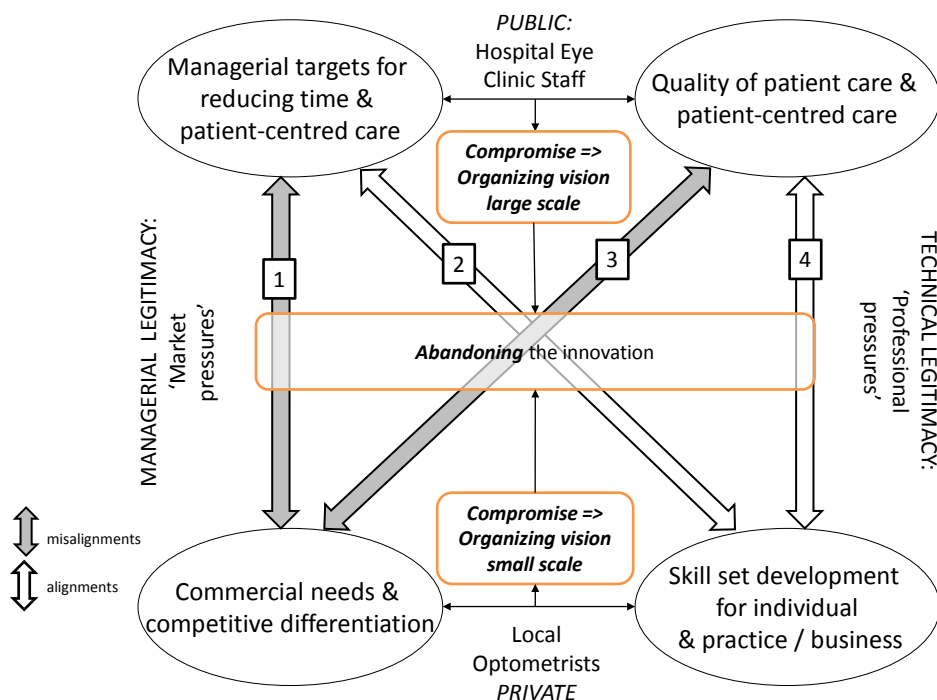 PUBLIC:
Hospital Eye
Clinic Staff
Managerial targets for
reducing time &
patient-centred care
Quality of patient care &
patient-centred care
Compromise =>
Organizing vision
large scale
MANAGERIAL LEGITIMACY:
‘Market
pressures’
1
2
3
4
TECHNICAL LEGITIMACY:
‘Professional
pressures’
Abandoning the innovation
misalignments
alignments
Compromise =>
Organizing vision
small scale
Commercial needs &
competitive differentiation
Skill set development
for individual
& practice / business
Local
Optometrists
PRIVATE